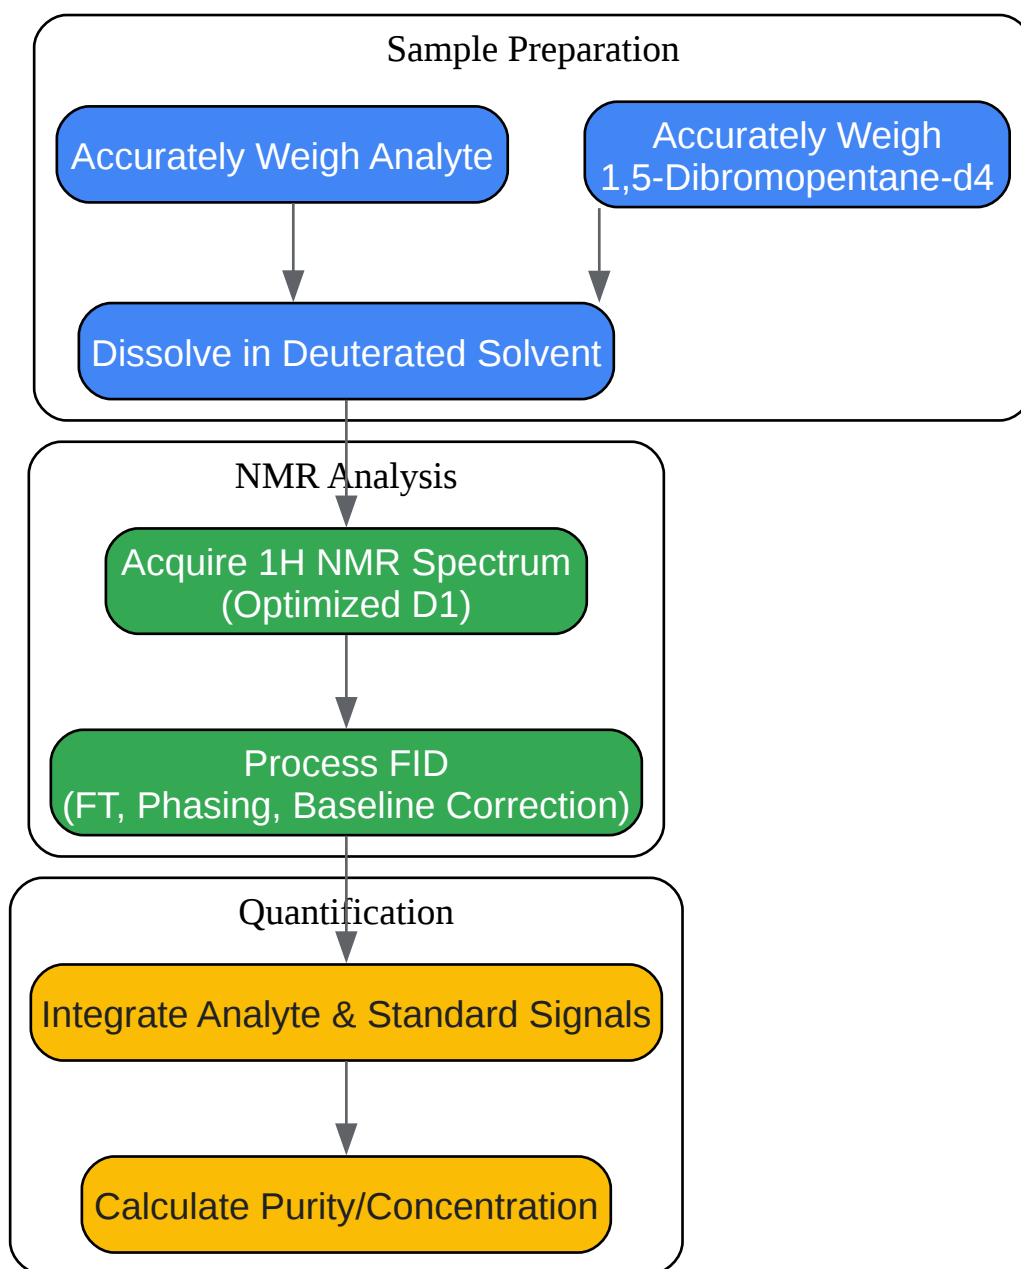 Sample Preparation
Accurately Weigh Analyte
Accurately Weigh
1,5-Dibromopentane-d4
Dissolve in Deuterated Solvent
NMR Analysis
Acquire 1H NMR Spectrum
(Optimized D1)
Process FID
(FT, Phasing, Baseline Correction)
Quantification
Integrate Analyte & Standard Signals
Calculate Purity/Concentration